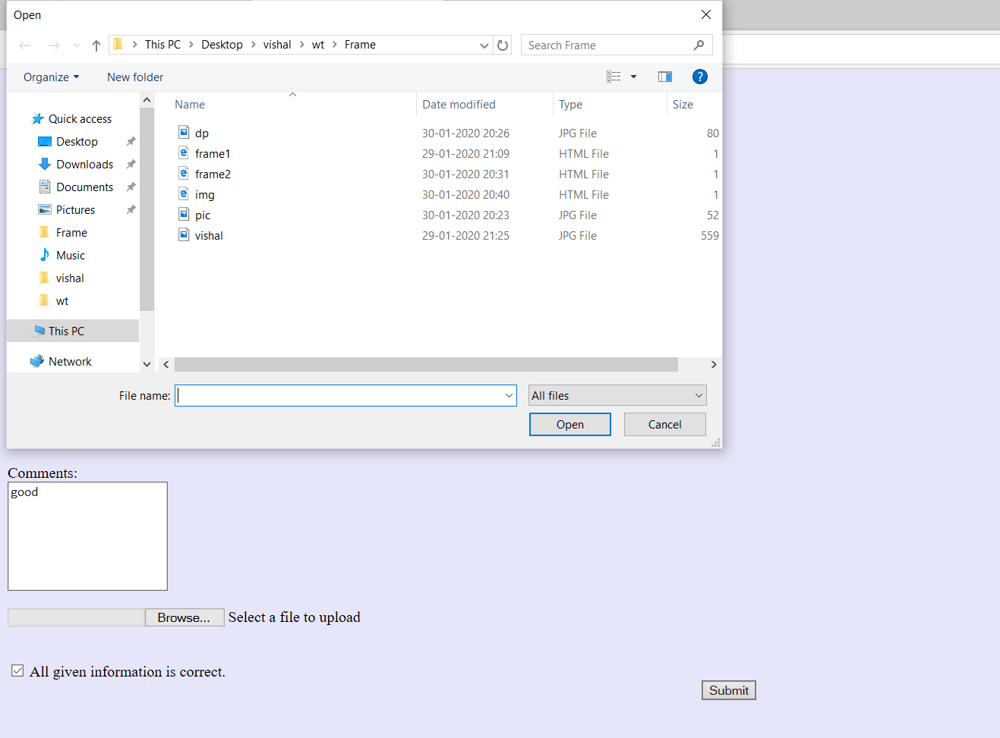 Open
This PC > Desktop > vishal > wt > Frame
Search Frame
Organize
New folder
?
Quick access
Desktop
Downloads
Documents
Pictures
Frame
Music
vishal
wt
This PC
Network
Name Date modified Type Size
dp 30-01-2020 20:26 JPG File 80
frame1 29-01-2020 21:09 HTML File 1
frame2 30-01-2020 20:31 HTML File 1
img 30-01-2020 20:40 HTML File 1
pic 30-01-2020 20:23 JPG File 52
vishal 29-01-2020 21:25 JPG File 559
File name:
All files
Open Cancel
Comments:
good
Browse... Select a file to upload
All given information is correct.
Submit